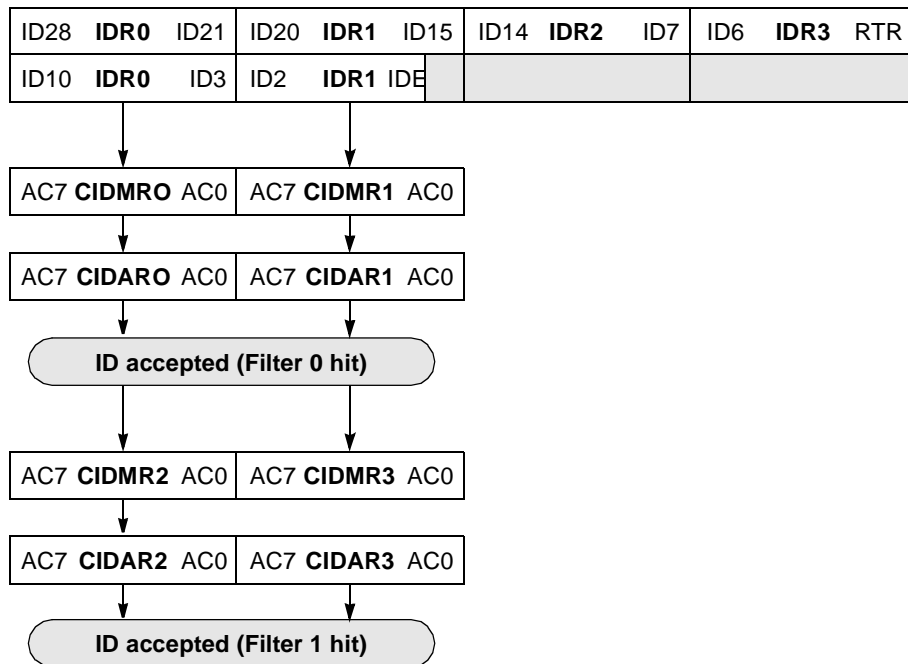 ID28 IDR0 ID21 ID20 IDR1 ID15 ID14 IDR2 ID7 ID6 IDR3 RTR
ID10 IDR0 ID3 ID2 IDR1 IDE
AC7 CIDMRO AC0 AC7 CIDMR1 AC0
AC7 CIDARO AC0 AC7 CIDAR1 AC0
ID accepted (Filter 0 hit)
AC7 CIDMR2 AC0 AC7 CIDMR3 AC0
AC7 CIDAR2 AC0 AC7 CIDAR3 AC0
ID accepted (Filter 1 hit)